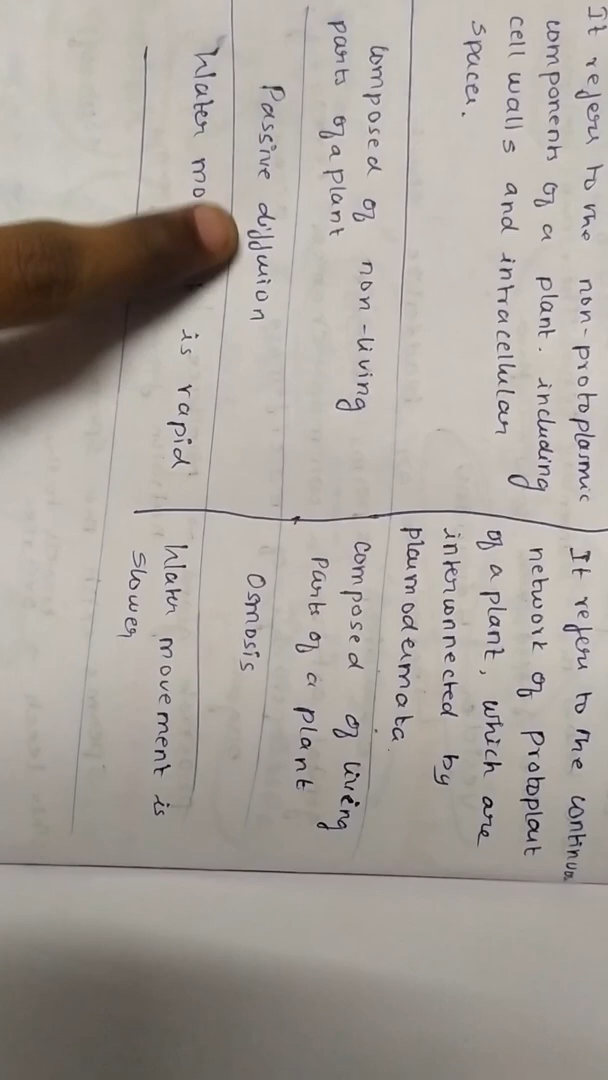 It refers to the non-protoplasmic
components of a plant. including
cell walls and intracellular
spaces.
It refers to the continuo
network of protoplast
of a plant, which are
interconnected by
plasmodesmata.
composed of non-living
parts of a plant
composed of living
parts of a plant
Passive diffusion
Osmosis
Water mo is rapid
Water movement is
slower